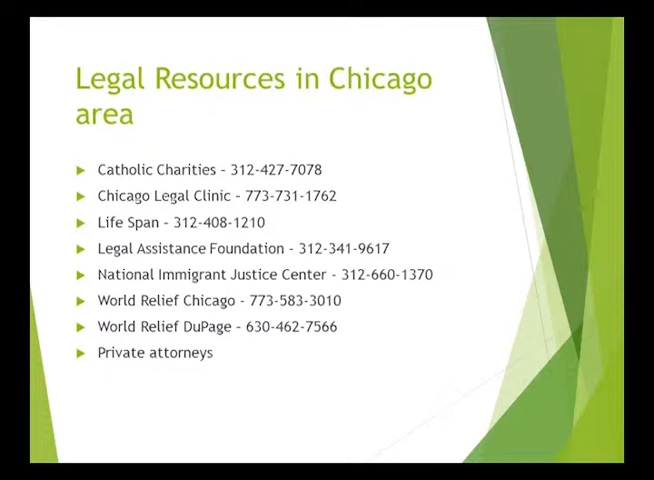 Legal Resources in Chicago
area
Catholic Charities – 312-427-7078
Chicago Legal Clinic – 773-731-1762
Life Span – 312-408-1210
Legal Assistance Foundation - 312-341-9617
National Immigrant Justice Center - 312-660-1370
World Relief Chicago - 773-583-3010
World Relief DuPage – 630-462-7566
Private attorneys